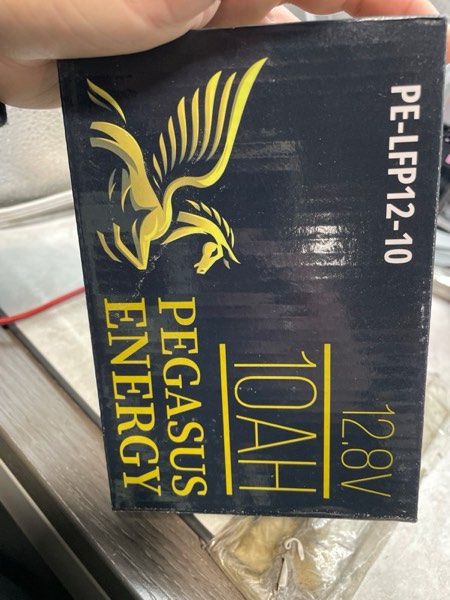 PE-LFP12-10
12.8V
10AH
PEGASUS
ENERGY